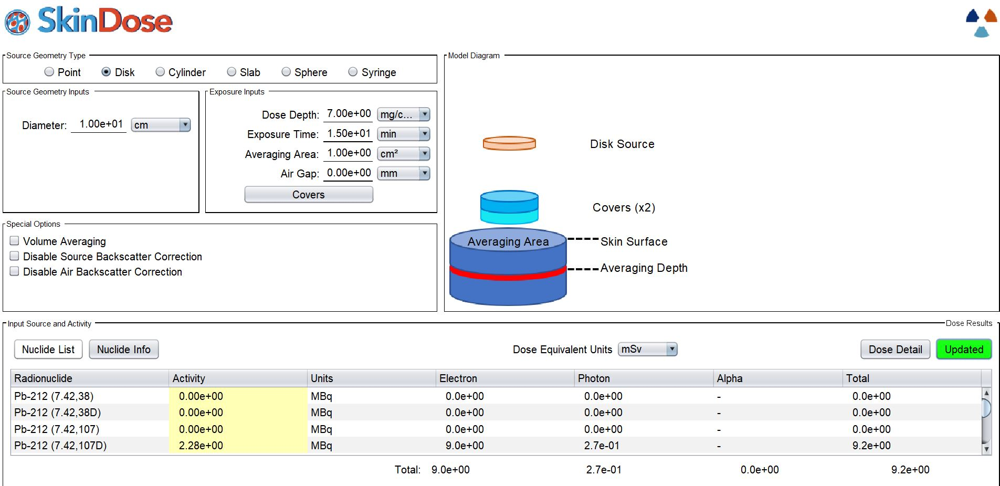 SkinDose
Source Geometry Type
Point Disk Cylinder Slab Sphere Syringe
Source Geometry Inputs
Diameter: 1.00e+01 cm
Exposure Inputs
Dose Depth: 7.00e+00 mg/c...
Exposure Time: 1.50e+01 min
Averaging Area: 1.00e+00 cm²
Air Gap: 0.00e+00 mm
Covers
Special Options
Volume Averaging
Disable Source Backscatter Correction
Disable Air Backscatter Correction
Model Diagram
Disk Source
Covers (x2)
Averaging Area
Skin Surface
Averaging Depth
Input Source and Activity
Dose Results
Nuclide List Nuclide Info Dose Equivalent Units mSv Dose Detail Updated
Radionuclide Activity Units Electron Photon Alpha Total
Pb-212 (7.42,38) 0.00e+00 MBq 0.0e+00 0.0e+00 - 0.0e+00
Pb-212 (7.42,38D) 0.00e+00 MBq 0.0e+00 0.0e+00 - 0.0e+00
Pb-212 (7.42,107) 0.00e+00 MBq 0.0e+00 0.0e+00 - 0.0e+00
Pb-212 (7.42,107D) 2.28e+00 MBq 9.0e+00 2.7e-01 - 9.2e+00
Total: 9.0e+00 2.7e-01 0.0e+00 9.2e+00